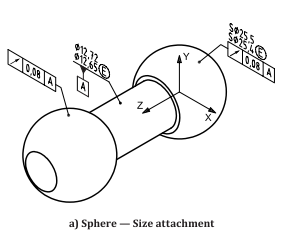 SØ25.5
SØ25.4 Ⓔ
0.08 A
Ø12.72
Ø12.65 Ⓔ
A
0.08 A
Y
Z
X
a) Sphere — Size attachment